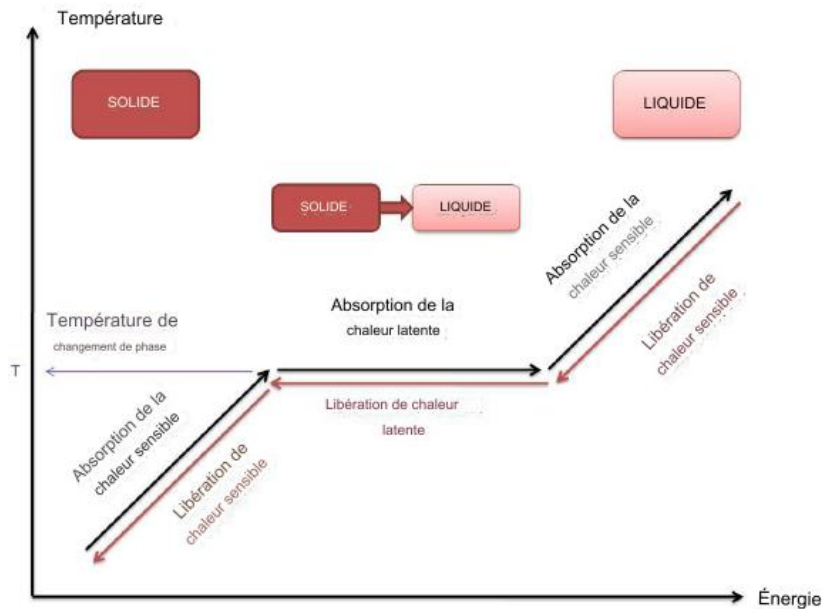 Température
SOLIDE
LIQUIDE
SOLIDE
LIQUIDE
Absorption de la
chaleur sensible
Libération de
chaleur sensible
Absorption de la
chaleur latente
Température de
changement de phase
T
Libération de chaleur
latente
Absorption de la
chaleur sensible
Libération de
chaleur sensible
Énergie